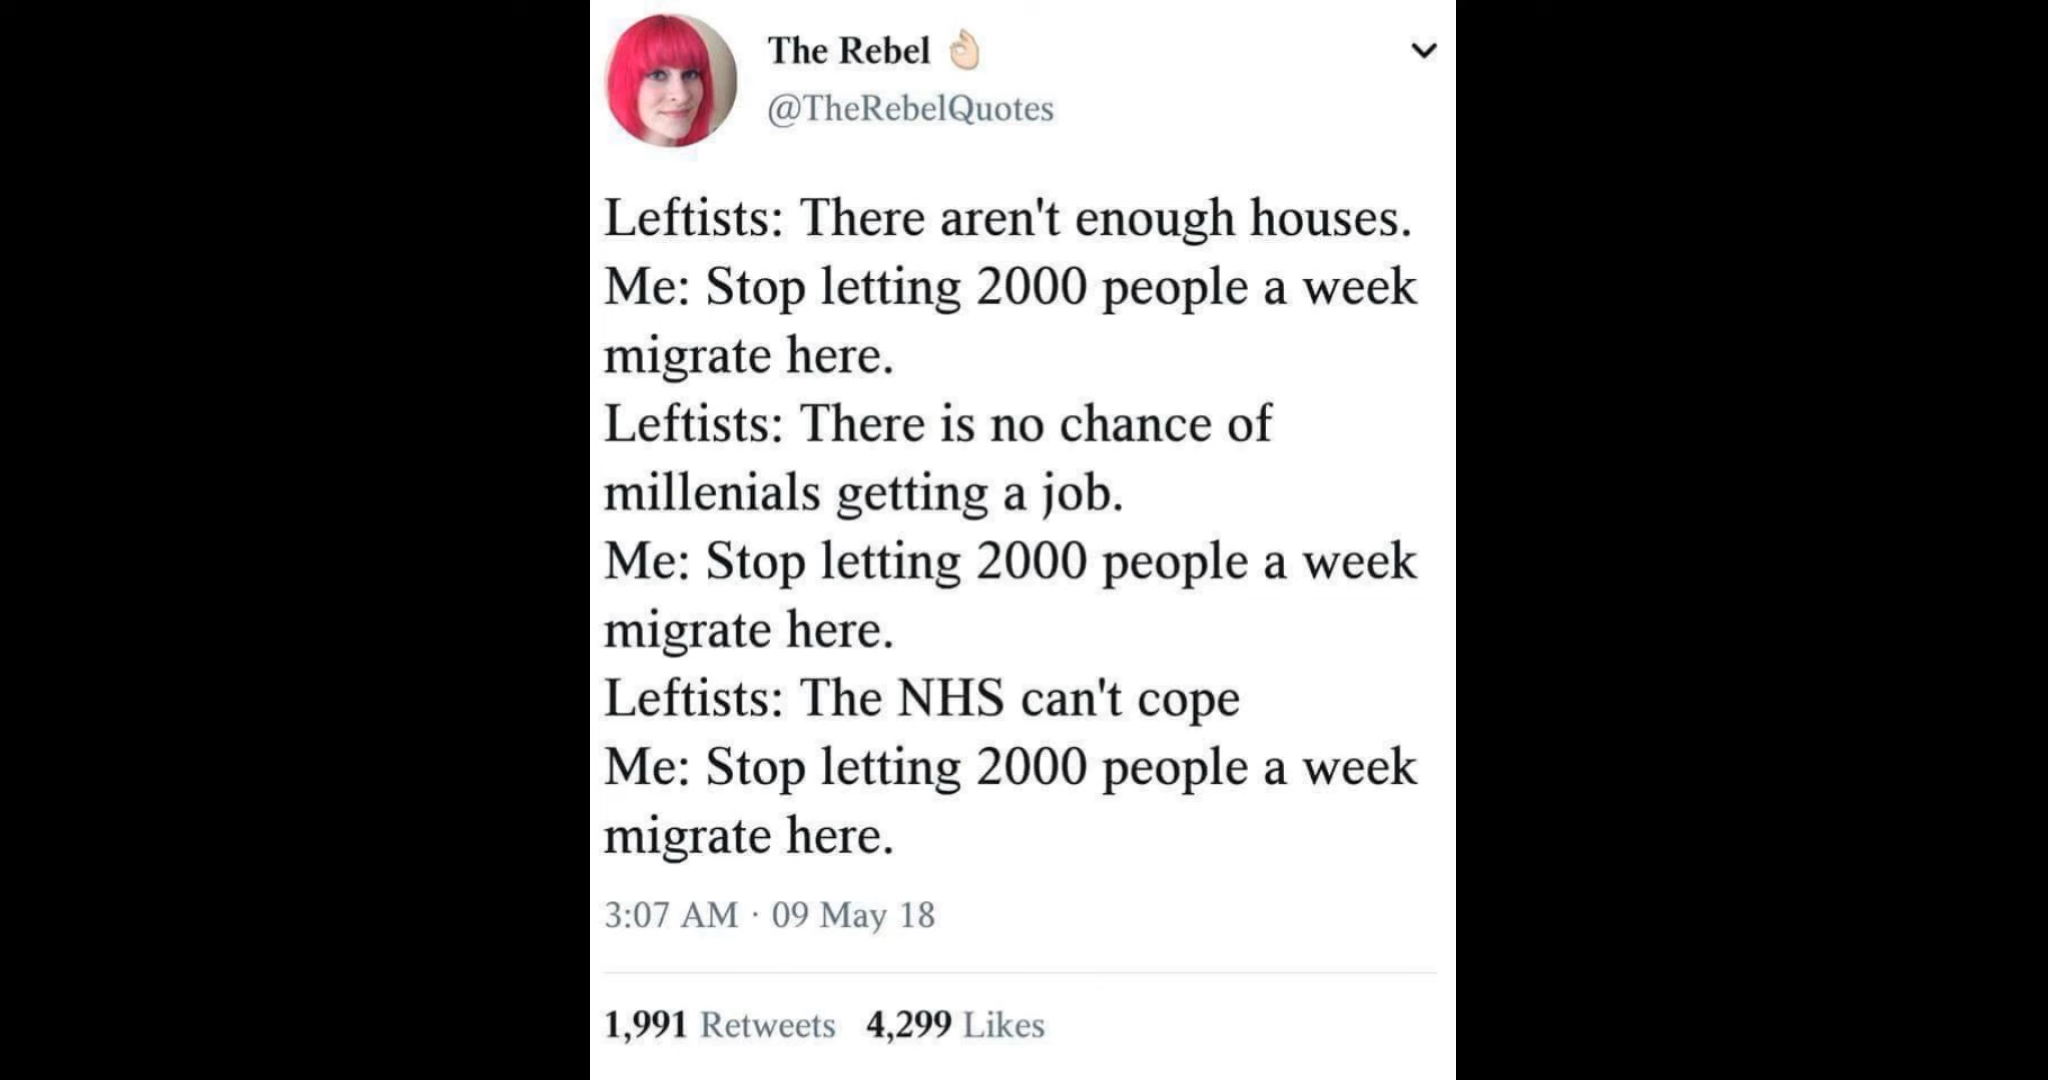 The Rebel 👌🏻
@TheRebelQuotes
Leftists: There aren't enough houses.
Me: Stop letting 2000 people a week
migrate here.
Leftists: There is no chance of
millenials getting a job.
Me: Stop letting 2000 people a week
migrate here.
Leftists: The NHS can't cope
Me: Stop letting 2000 people a week
migrate here.
3:07 AM · 09 May 18
1,991 Retweets 4,299 Likes